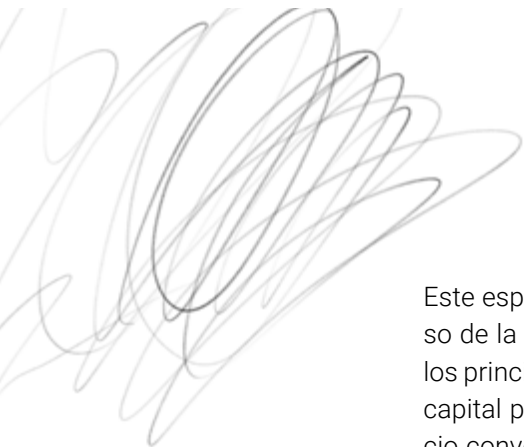 Este esp
so de la
los princ
capital p
cio conv